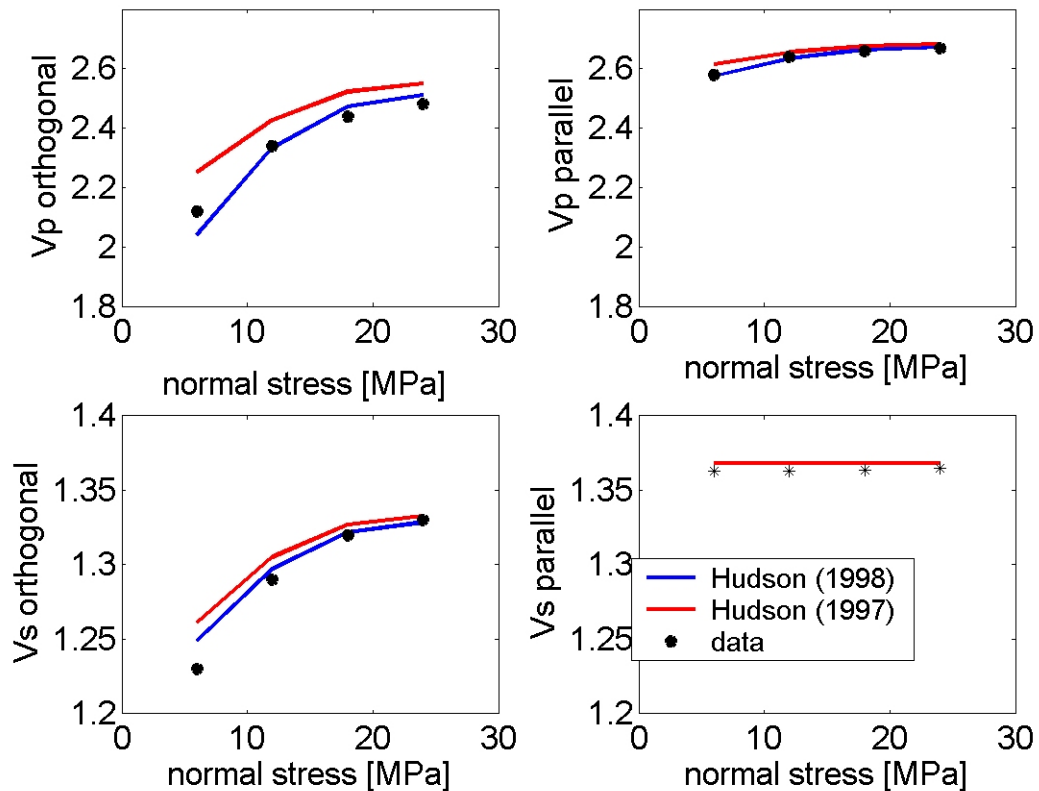 Vp orthogonal
2.6
2.4
2.2
2
1.8
0 10 20 30
normal stress [MPa]
Vp parallel
2.6
2.4
2.2
2
1.8
0 10 20 30
normal stress [MPa]
Vs orthogonal
1.4
1.35
1.3
1.25
1.2
0 10 20 30
normal stress [MPa]
Vs parallel
1.4
1.35
1.3
1.25
1.2
0 10 20 30
normal stress [MPa]
Hudson (1998)
Hudson (1997)
data